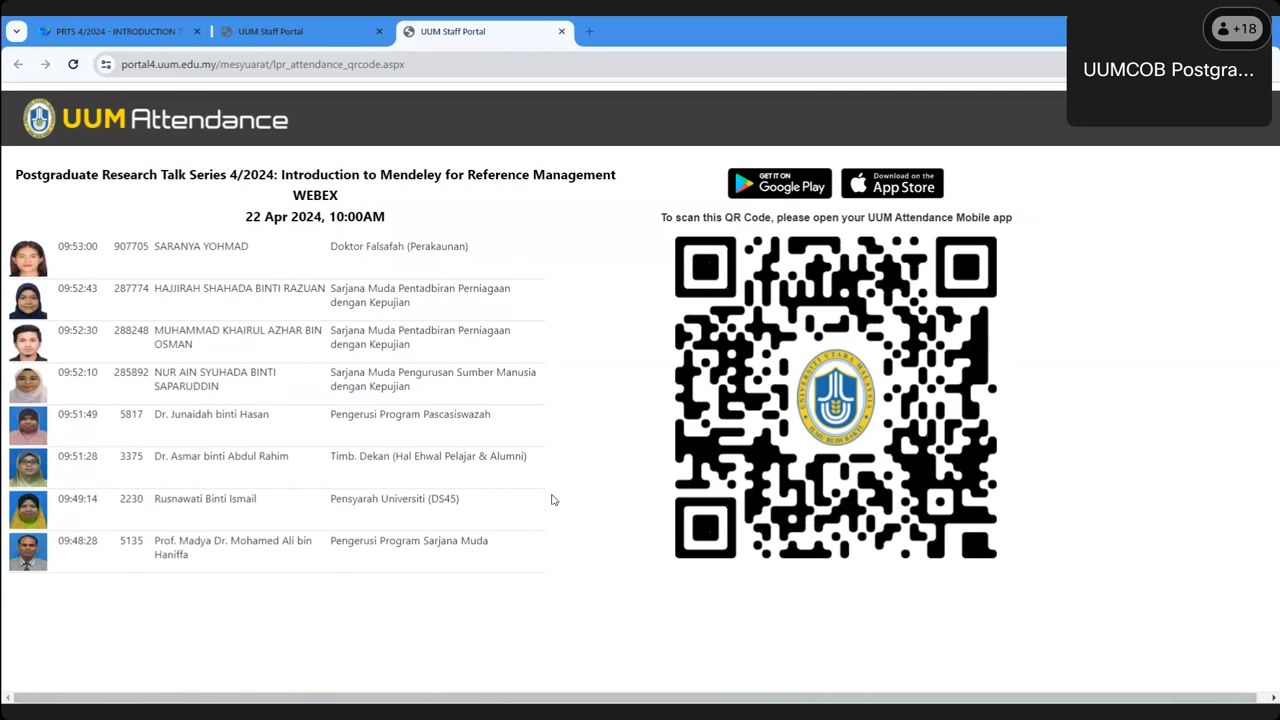 PRTS 4/2024 - INTRODUCTION T
UUM Staff Portal
UUM Staff Portal
+18
UUMCOB Postgra...
portal4.uum.edu.my/mesyuarat/lpr_attendance_qrcode.aspx
UUM Attendance
Postgraduate Research Talk Series 4/2024: Introduction to Mendeley for Reference Management
WEBEX
22 Apr 2024, 10:00AM
09:53:00 907705 SARANYA YOHMAD Doktor Falsafah (Perakaunan)
09:52:43 287774 HAJJIRAH SHAHADA BINTI RAZUAN Sarjana Muda Pentadbiran Perniagaan
dengan Kepujian
09:52:30 288248 MUHAMMAD KHAIRUL AZHAR BIN Sarjana Muda Pentadbiran Perniagaan
OSMAN dengan Kepujian
09:52:10 285892 NUR AIN SYUHADA BINTI Sarjana Muda Pengurusan Sumber Manusia
SAPARUDDIN dengan Kepujian
09:51:49 5817 Dr. Junaidah binti Hasan Pengerusi Program Pascasiswazah
09:51:28 3375 Dr. Asmar binti Abdul Rahim Timb. Dekan (Hal Ehwal Pelajar & Alumni)
09:49:14 2230 Rusnawati Binti Ismail Pensyarah Universiti (DS45)
09:48:28 5135 Prof. Madya Dr. Mohamed Ali bin Pengerusi Program Sarjana Muda
Haniffa
GET IT ON
Google Play
Download on the
App Store
To scan this QR Code, please open your UUM Attendance Mobile app
UNIVERSITI UTARA MALAYSIA
ILMU BUDI BAKTI